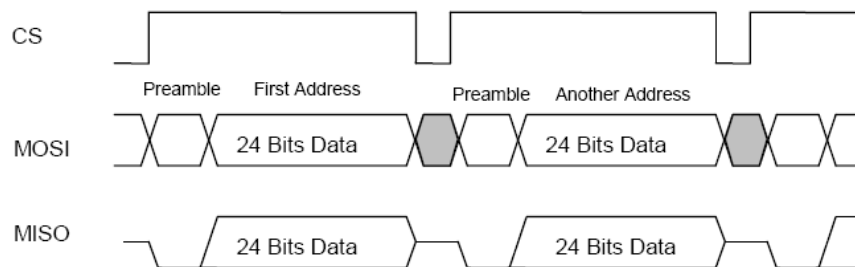 CS
Preamble First Address Preamble Another Address
MOSI 24 Bits Data 24 Bits Data
MISO 24 Bits Data 24 Bits Data